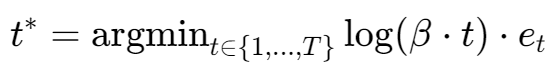 t* = argmin_{t∈{1,...,T}} log(β · t) · e_t